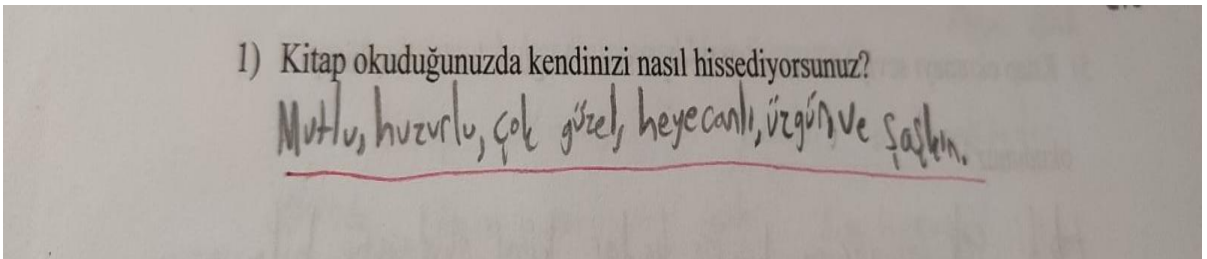 1) Kitap okuduğunuzda kendinizi nasıl hissediyorsunuz?
Mutlu, huzurlu, çok güzel, heyecanlı, üzgün ve şaşkın.